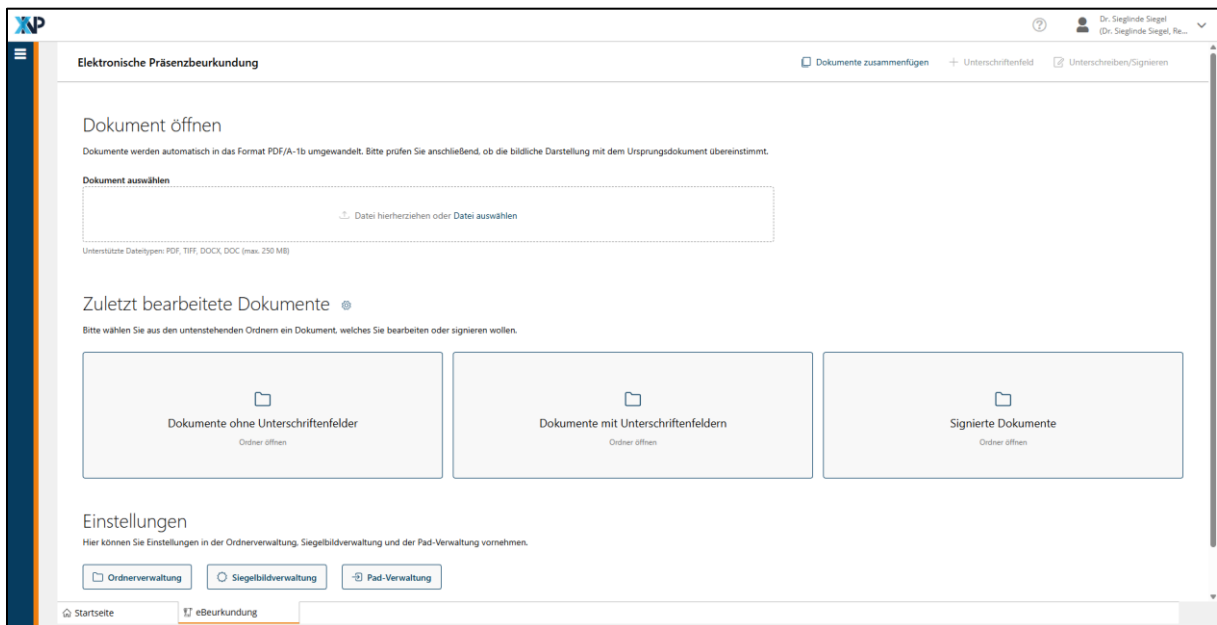 XNP
Dr. Sieglinde Siegel
(Dr. Sieglinde Siegel, Re...
Elektronische Präsenzbeurkundung
Dokumente zusammenfügen
Unterschriftenfeld
Unterschreiben/Signieren
Dokument öffnen
Dokumente werden automatisch in das Format PDF/A-1b umgewandelt. Bitte prüfen Sie anschließend, ob die bildliche Darstellung mit dem Ursprungsdokument übereinstimmt.
Dokument auswählen
Datei hierherziehen oder Datei auswählen
Unterstützte Dateitypen: PDF, TIFF, DOCX, DOC (max. 250 MB)
Zuletzt bearbeitete Dokumente
Bitte wählen Sie aus den untenstehenden Ordnern ein Dokument, welches Sie bearbeiten oder signieren wollen.
Dokumente ohne Unterschriftenfelder
Ordner öffnen
Dokumente mit Unterschriftenfeldern
Ordner öffnen
Signierte Dokumente
Ordner öffnen
Einstellungen
Hier können Sie Einstellungen in der Ordnerverwaltung, Siegelbildverwaltung und der Pad-Verwaltung vornehmen.
Ordnerverwaltung
Siegelbildverwaltung
Pad-Verwaltung
Startseite
eBeurkundung